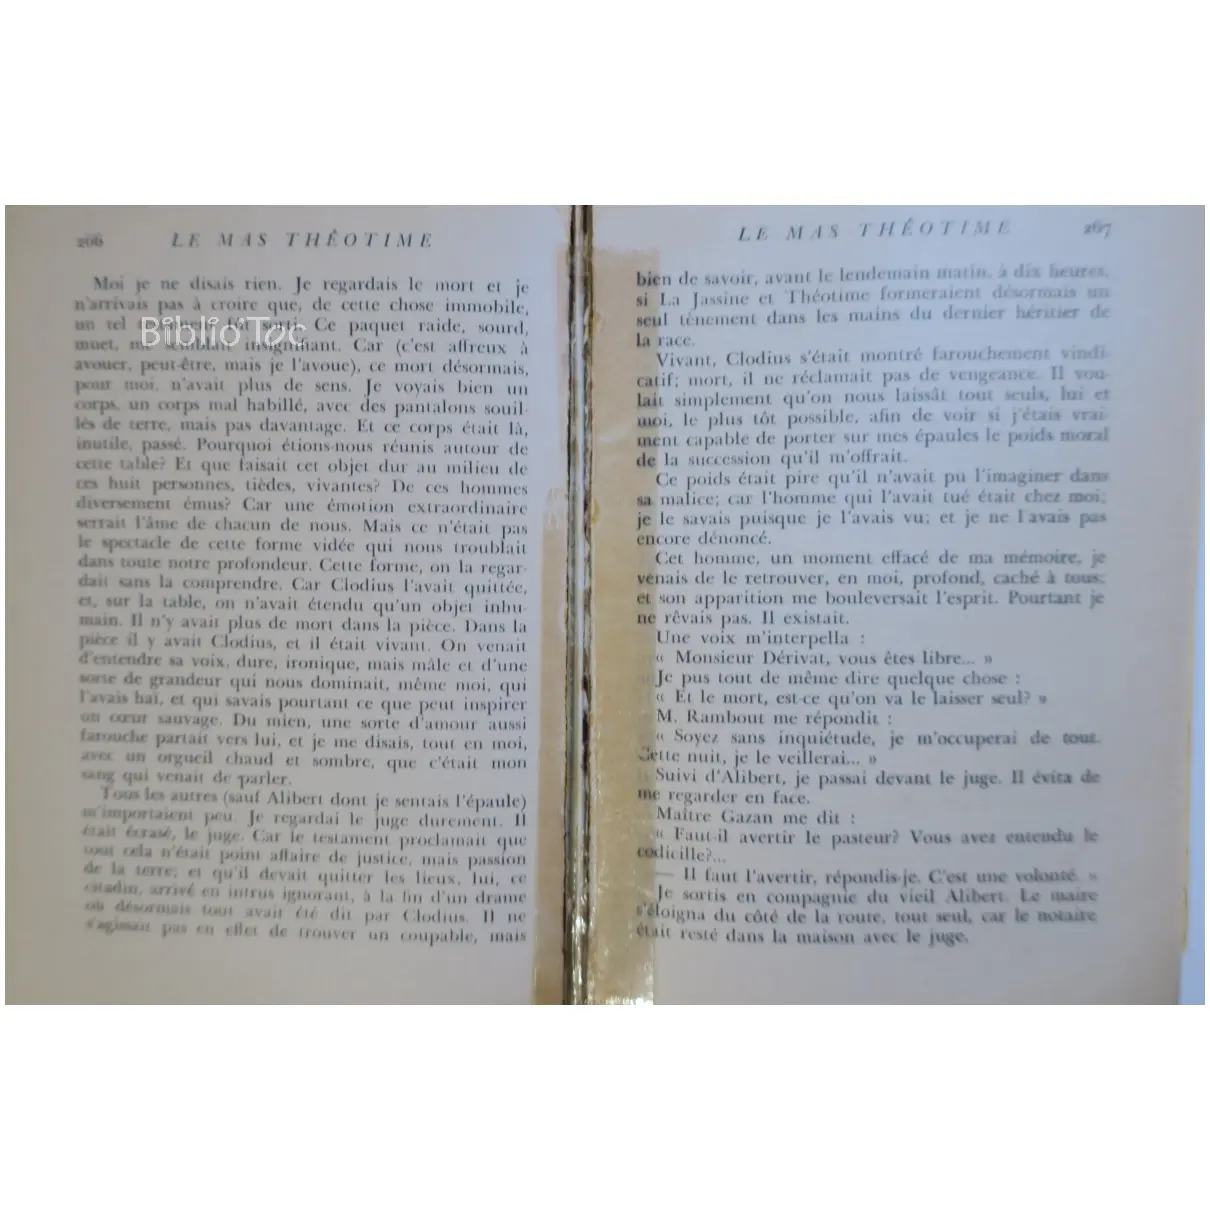 206 LE MAS THÉOTIME
Moi je ne disais rien. Je regardais le mort et je
n'arrivais pas à croire que, de cette chose immobile,
un tel sorti. Ce paquet raide, sourd,
muet, me semblait insignifiant. Car (c'est affreux à
avouer, peut-être, mais je l'avoue), ce mort désormais,
pour moi, n'avait plus de sens. Je voyais bien un
corps, un corps mal habillé, avec des pantalons souil-
lés de terre, mais pas davantage. Et ce corps était là,
inutile, passé. Pourquoi étions-nous réunis autour de
cette table? Et que faisait cet objet dur au milieu de
ces huit personnes, tièdes, vivantes? De ces hommes
diversement émus? Car une émotion extraordinaire
serrait l'âme de chacun de nous. Mais ce n'était pas
le spectacle de cette forme vidée qui nous troublait
dans toute notre profondeur. Cette forme, on la regar-
dait sans la comprendre. Car Clodius l'avait quittée,
et, sur la table, on n'avait étendu qu'un objet inhu-
main. Il n'y avait plus de mort dans la pièce. Dans la
pièce il y avait Clodius, et il était vivant. On venait
d'entendre sa voix, dure, ironique, mais mâle et d'une
sorte de grandeur qui nous dominait, même moi, qui
l'avais haï, et qui savais pourtant ce que peut inspirer
un cœur sauvage. Du mien, une sorte d'amour aussi
farouche partait vers lui, et je me disais, tout en moi,
avec un orgueil chaud et sombre, que c'était mon
sang qui venait de parler.
Tous les autres (sauf Alibert dont je sentais l'épaule)
m'importaient peu. Je regardai le juge durement. Il
était écrasé, le juge. Car le testament proclamait que
tout cela n'était point affaire de justice, mais passion
de la terre; et qu'il devait quitter les lieux, lui, ce
citadin, arrivé en intrus ignorant, à la fin d'un drame
où désormais tout avait été dit par Clodius. Il ne
s'agissait pas en effet de trouver un coupable, mais
Biblio'Toc
LE MAS THÉOTIME 267
bien de savoir, avant le lendemain matin, à dix heures,
si La Jassine et Théotime formeraient désormais un
seul tènement dans les mains du dernier héritier de
la race.
Vivant, Clodius s'était montré farouchement vindi-
catif; mort, il ne réclamait pas de vengeance. Il vou-
lait simplement qu'on nous laissât tout seuls, lui et
moi, le plus tôt possible, afin de voir si j'étais vrai-
ment capable de porter sur mes épaules le poids moral
de la succession qu'il m'offrait.
Ce poids était pire qu'il n'avait pu l'imaginer dans
sa malice; car l'homme qui l'avait tué était chez moi;
je le savais puisque je l'avais vu; et je ne l'avais pas
encore dénoncé.
Cet homme, un moment effacé de ma mémoire, je
venais de le retrouver, en moi, profond, caché à tous;
et son apparition me bouleversait l'esprit. Pourtant je
ne rêvais pas. Il existait.
Une voix m'interpella :
« Monsieur Dérivat, vous êtes libre... »
Je pus tout de même dire quelque chose :
« Et le mort, est-ce qu'on va le laisser seul? »
M. Rambout me répondit :
« Soyez sans inquiétude, je m'occuperai de tout.
Cette nuit, je le veillerai... »
Suivi d'Alibert, je passai devant le juge. Il évita de
me regarder en face.
Maître Gazan me dit :
« Faut-il avertir le pasteur? Vous avez entendu le
codicille?...
— Il faut l'avertir, répondis-je. C'est une volonté. »
Je sortis en compagnie du vieil Alibert. Le maire
s'éloigna du côté de la route, tout seul, car le notaire
était resté dans la maison avec le juge.